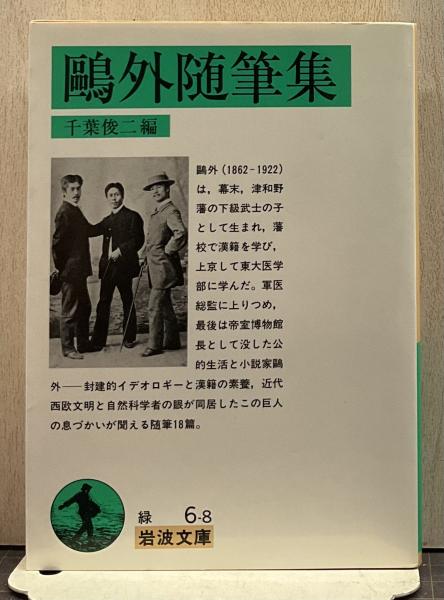 鷗外随筆集
千葉俊二編
鷗外(1862-1922)
は，幕末，津和野
藩の下級武士の子
として生まれ，藩
校で漢籍を学び，
上京して東大医学
部に学んだ。軍医
総監に上りつめ，
最後は帝室博物館
長として没した公
的生活と小説家鷗
外──封建的イデオロギーと漢籍の素養，近代
西欧文明と自然科学者の眼が同居したこの巨人
の息づかいが聞える随筆18篇。
緑 6-8
岩波文庫